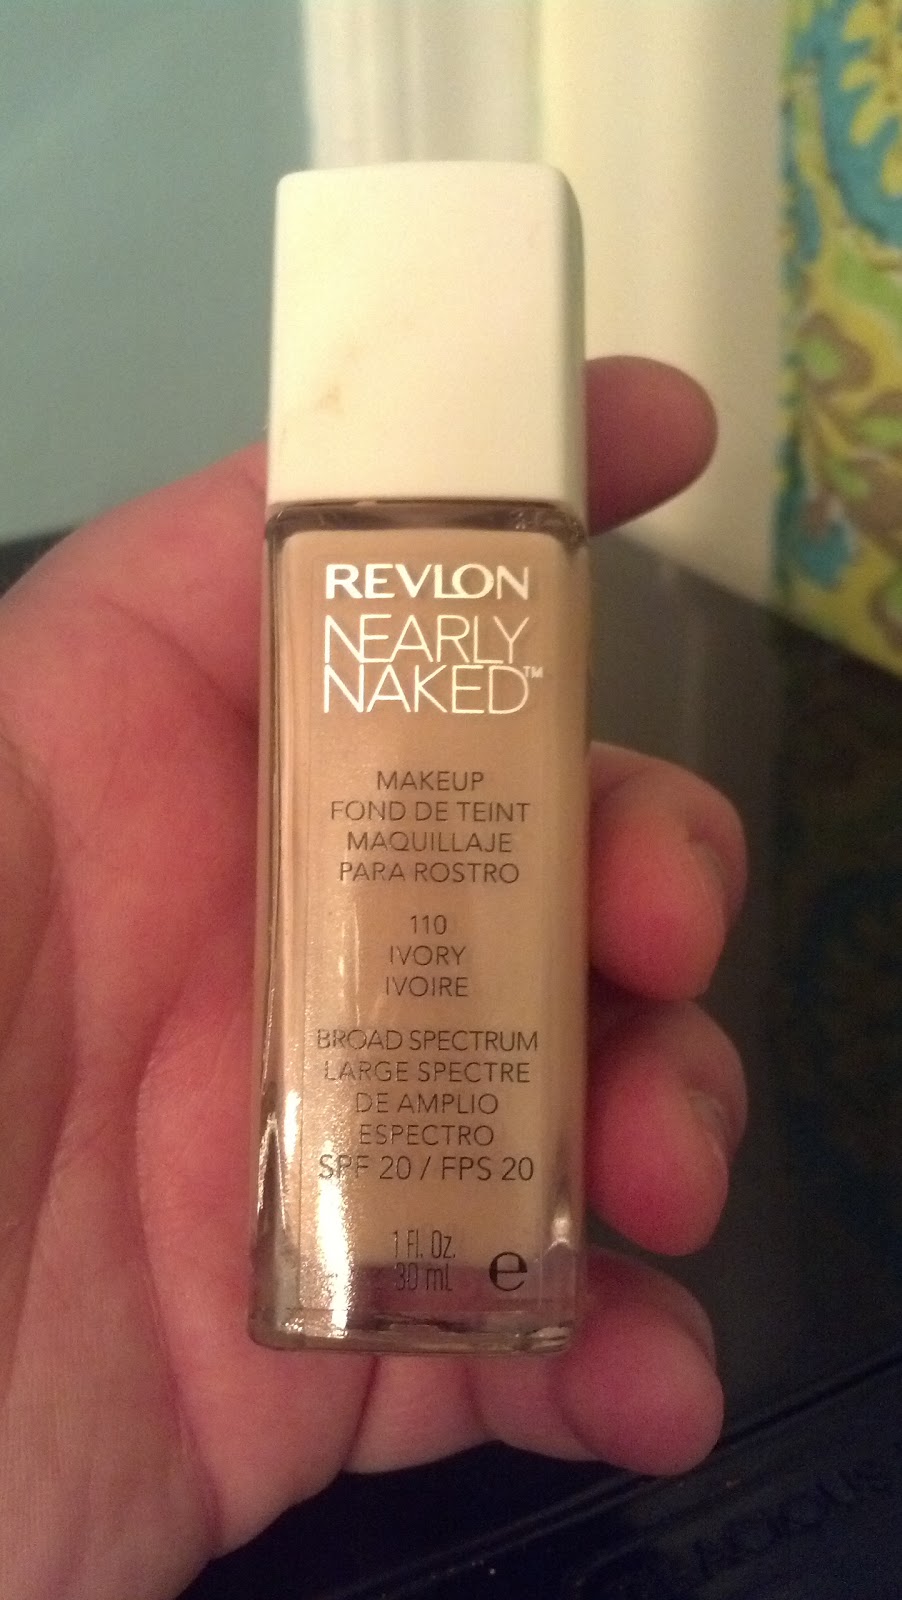 REVLON
NEARLY
NAKED™
MAKEUP
FOND DE TEINT
MAQUILLAJE
PARA ROSTRO
110
IVORY
IVOIRE
BROAD SPECTRUM
LARGE SPECTRE
DE AMPLIO
ESPECTRO
SPF 20 / FPS 20
1 Fl. Oz.
30 mL e